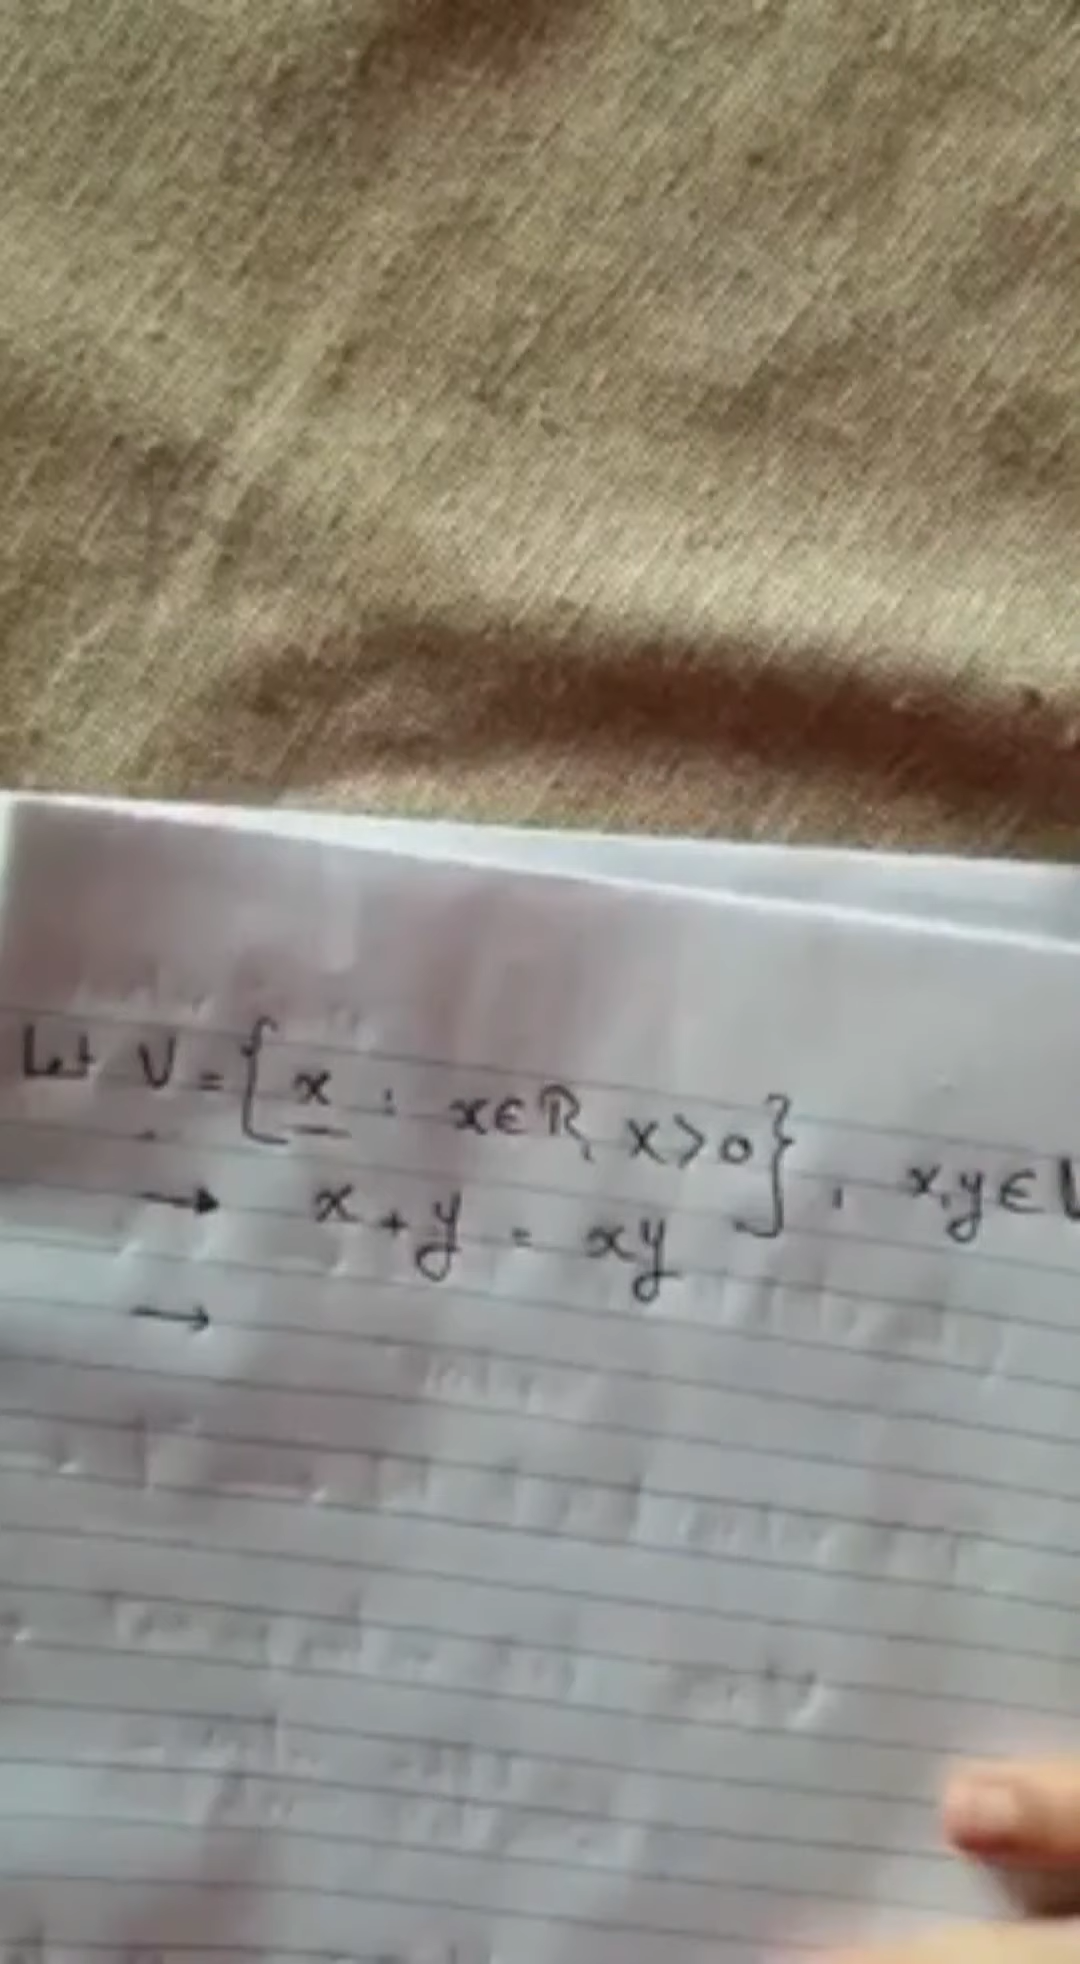 Let V = { x : x ∈ ℝ, x > 0 } , x, y ∈ V
→ x + y = xy
→